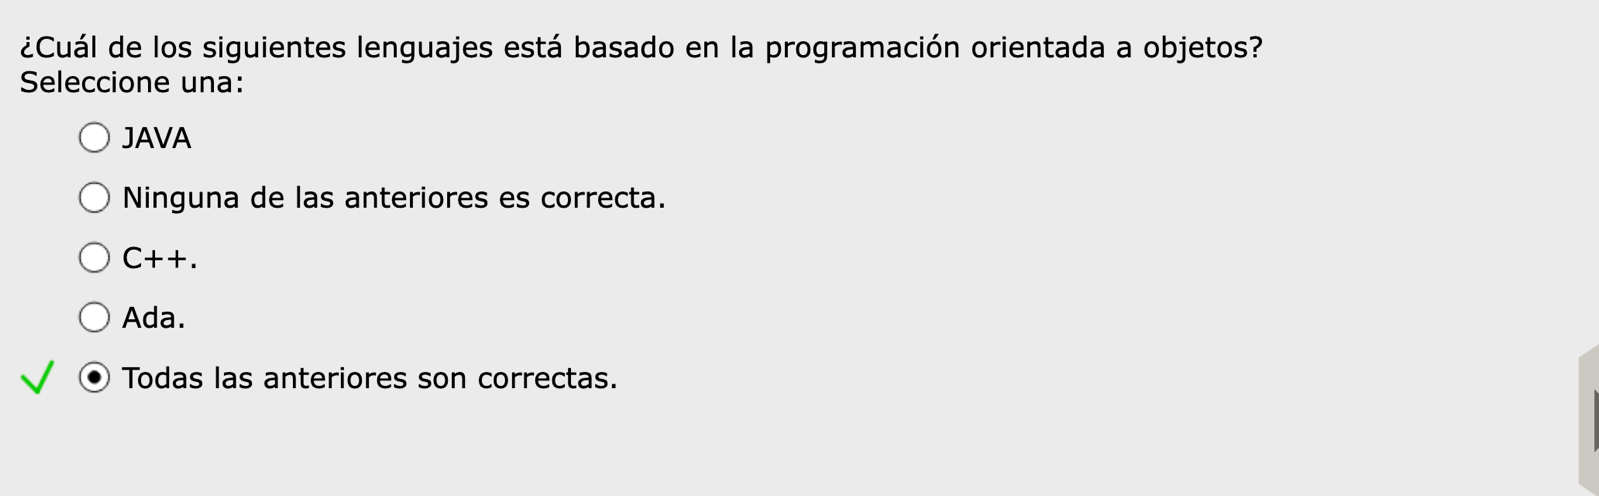 ¿Cuál de los siguientes lenguajes está basado en la programación orientada a objetos?
Seleccione una:
JAVA
Ninguna de las anteriores es correcta.
C++.
Ada.
Todas las anteriores son correctas.